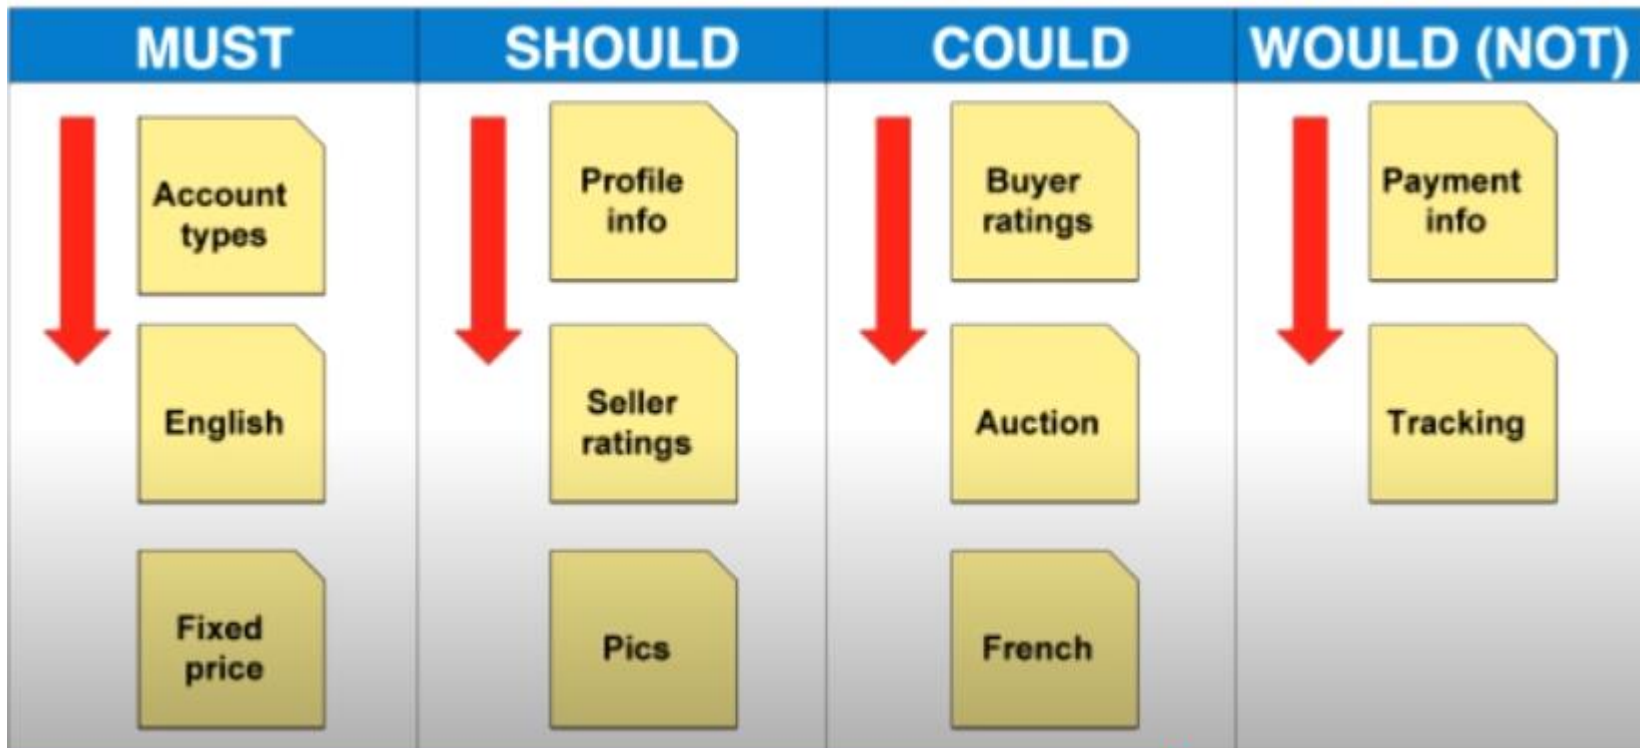 MUST
SHOULD
COULD
WOULD (NOT)
Account
types
Profile
info
Buyer
ratings
Payment
info
English
Seller
ratings
Auction
Tracking
Fixed
price
Pics
French